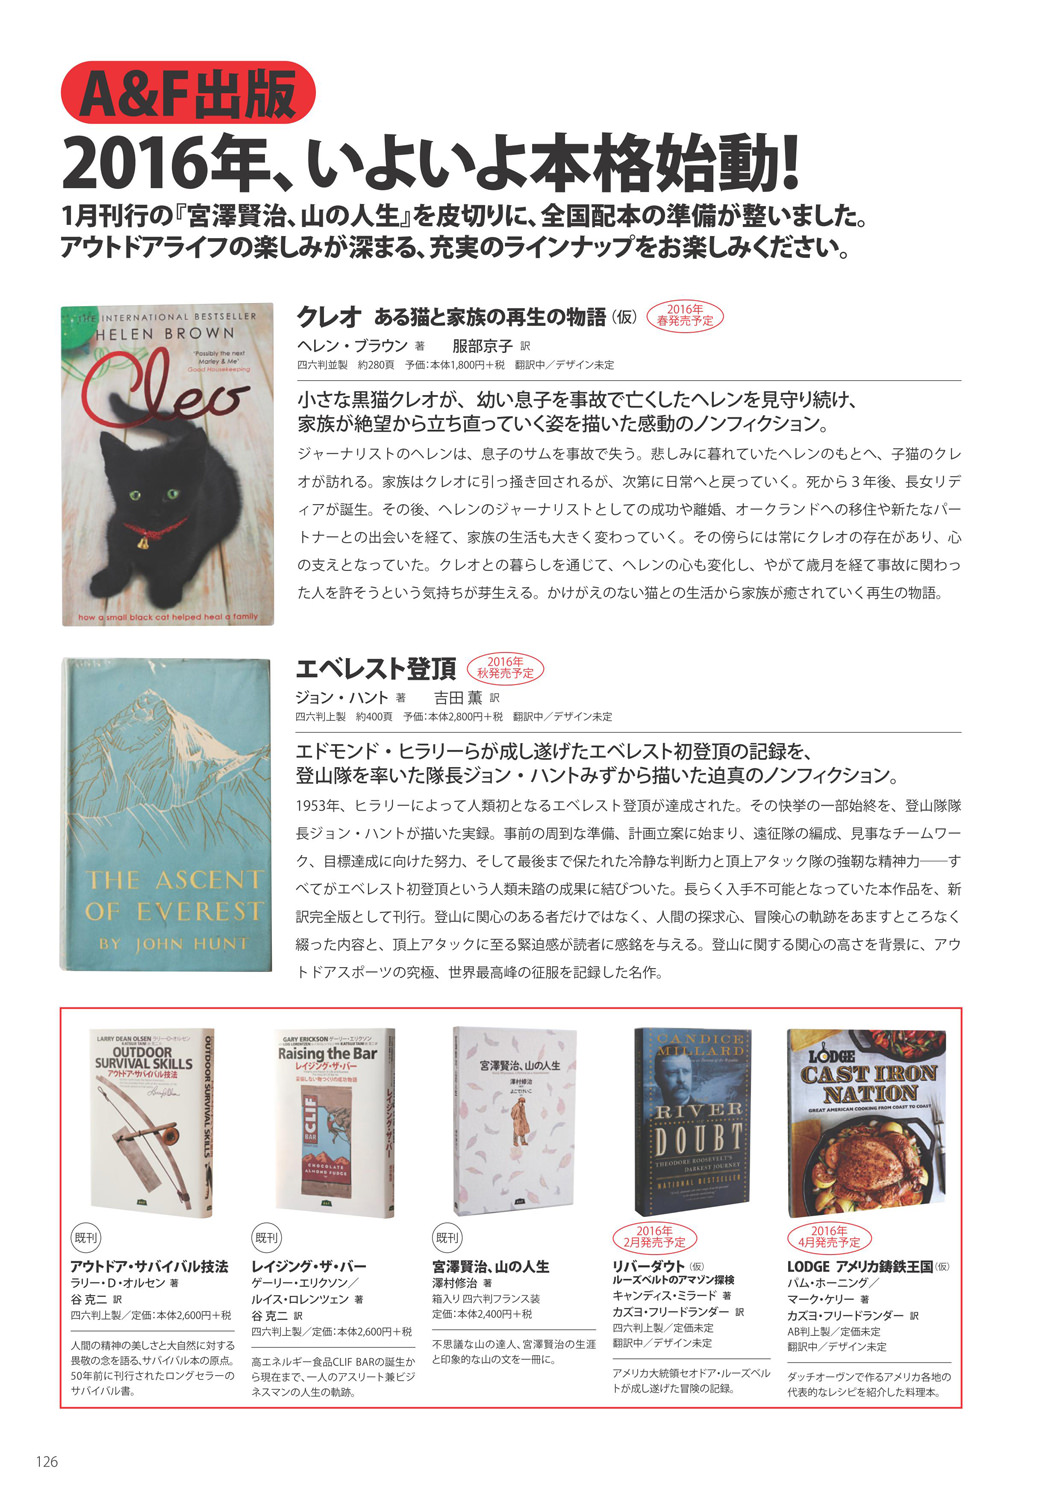 A&F出版
2016年、いよいよ本格始動!
1月刊行の『宮澤賢治、山の人生』を皮切りに、全国配本の準備が整いました。
アウトドアライフの楽しみが深まる、充実のラインナップをお楽しみください。
THE INTERNATIONAL BESTSELLER
HELEN BROWN
'Possibly the next
Marley & Me'
Good Housekeeping
Cleo
how a small black cat helped heal a family
クレオ ある猫と家族の再生の物語（仮）
2016年
春発売予定
ヘレン・ブラウン 著 服部京子 訳
四六判並製 約280頁 予価：本体1,800円＋税 翻訳中／デザイン未定
小さな黒猫クレオが、幼い息子を事故で亡くしたヘレンを見守り続け、
家族が絶望から立ち直っていく姿を描いた感動のノンフィクション。
ジャーナリストのヘレンは、息子のサムを事故で失う。悲しみに暮れていたヘレンのもとへ、子猫のクレ
オが訪れる。家族はクレオに引っ掻き回されるが、次第に日常へと戻っていく。死から３年後、長女リデ
ィアが誕生。その後、ヘレンのジャーナリストとしての成功や離婚、オークランドへの移住や新たなパー
トナーとの出会いを経て、家族の生活も大きく変わっていく。その傍らには常にクレオの存在があり、心
の支えとなっていた。クレオとの暮らしを通じて、ヘレンの心も変化し、やがて歳月を経て事故に関わっ
た人を許そうという気持ちが芽生える。かけがえのない猫との生活から家族が癒されていく再生の物語。
THE ASCENT
OF EVEREST
BY JOHN HUNT
エベレスト登頂
2016年
秋発売予定
ジョン・ハント 著 吉田 薫 訳
四六判上製 約400頁 予価：本体2,800円＋税 翻訳中／デザイン未定
エドモンド・ヒラリーらが成し遂げたエベレスト初登頂の記録を、
登山隊を率いた隊長ジョン・ハントみずから描いた迫真のノンフィクション。
1953年、ヒラリーによって人類初となるエベレスト登頂が達成された。その快挙の一部始終を、登山隊隊
長ジョン・ハントが描いた実録。事前の周到な準備、計画立案に始まり、遠征隊の編成、見事なチームワー
ク、目標達成に向けた努力、そして最後まで保たれた冷静な判断力と頂上アタック隊の強靭な精神力──す
べてがエベレスト初登頂という人類未踏の成果に結びついた。長らく入手不可能となっていた本作品を、新
訳完全版として刊行。登山に関心のある者だけではなく、人間の探求心、冒険心の軌跡をあますところなく
綴った内容と、頂上アタックに至る緊迫感が読者に感銘を与える。登山に関する関心の高さを背景に、アウ
トドアスポーツの究極、世界最高峰の征服を記録した名作。
LARRY DEAN OLSEN ラリー・D・オルセン
OUTDOOR
SURVIVAL SKILLS
アウトドア・サバイバル技法
OUTDOOR SURVIVAL SKILLS
既刊
アウトドア・サバイバル技法
ラリー・D・オルセン 著
谷 克二 訳
四六判上製／定価：本体2,600円＋税
人間の精神の美しさと大自然に対する
畏敬の念を語る、サバイバル本の原点。
50年前に刊行されたロングセラーの
サバイバル書。
GARY ERICKSON ゲーリー・エリクソン
Raising the Bar
レイジング・ザ・バー
妥協しない物づくりの成功物語
CLIF
BAR
CHOCOLATE
ALMOND FUDGE
レイジング・ザ・バー
既刊
レイジング・ザ・バー
ゲーリー・エリクソン／
ルイス・ロレンツェン 著
谷 克二 訳
四六判上製／定価：本体2,600円＋税
高エネルギー食品CLIF BARの誕生か
ら現在まで、一人のアスリート兼ビジ
ネスマンの人生の軌跡。
宮澤賢治、山の人生
澤村修治
既刊
宮澤賢治、山の人生
澤村修治 著
箱入り四六判フランス装
定価：本体2,400円＋税
不思議な山の達人、宮澤賢治の生涯
と印象的な山の文を一冊に。
CANDICE
MILLARD
RIVER
OF
DOUBT
THEODORE ROOSEVELT'S
DARKEST JOURNEY
NATIONAL BESTSELLER
2016年
2月発売予定
リバーダウト（仮）
ルーズベルトのアマゾン探検
キャンディス・ミラード 著
カズヨ・フリードランダー 訳
四六判上製／定価未定
翻訳中／デザイン未定
アメリカ大統領セオドア・ルーズベル
トが成し遂げた冒険の記録。
LODGE
CAST IRON
NATION
GREAT AMERICAN COOKING FROM COAST TO COAST
2016年
4月発売予定
LODGE アメリカ鋳鉄王国（仮）
パム・ホーニング／
マーク・ケリー 著
カズヨ・フリードランダー 訳
AB判上製／定価未定
翻訳中／デザイン未定
ダッチオーヴンで作るアメリカ各地の
代表的なレシピを紹介した料理本。
126